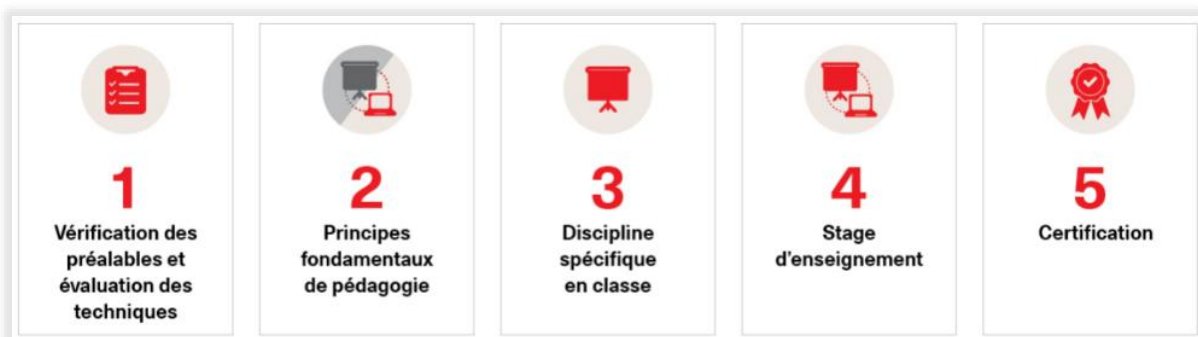 1
Vérification des
préalables et
évaluation des
techniques
2
Principes
fondamentaux
de pédagogie
3
Discipline
spécifique
en classe
4
Stage
d'enseignement
5
Certification